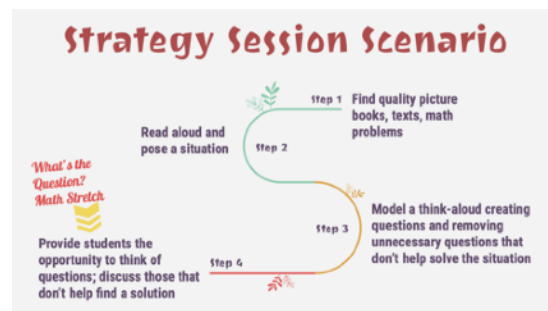 Strategy Session Scenario
Step 1
Find quality picture
books, texts, math
problems
Read aloud and
pose a situation
Step 2
Step 3
Model a think-aloud creating
questions and removing
unnecessary questions that
don't help solve the situation
What's the
Question?
Math Stretch
Provide students the
opportunity to think of
questions; discuss those that
don't help find a solution
Step 4